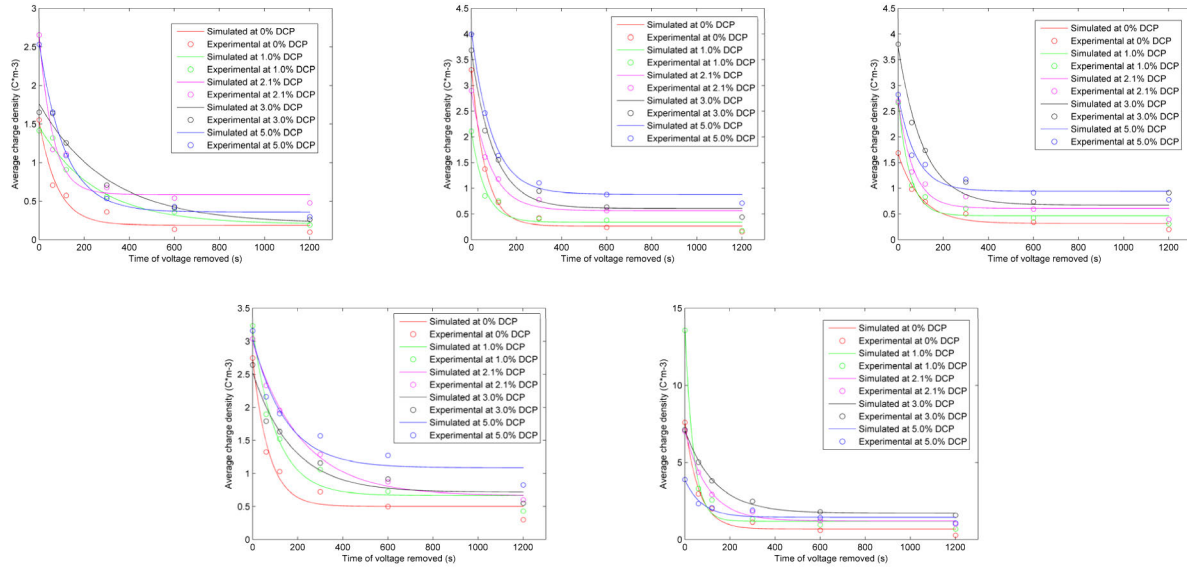 3
2.5
2
1.5
1
0.5
0
0 200 400 600 800 1000 1200
Average charge density (C*m-3)
Time of voltage removed (s)
Simulated at 0% DCP
Experimental at 0% DCP
Simulated at 1.0% DCP
Experimental at 1.0% DCP
Simulated at 2.1% DCP
Experimental at 2.1% DCP
Simulated at 3.0% DCP
Experimental at 3.0% DCP
Simulated at 5.0% DCP
Experimental at 5.0% DCP
4.5
4
3.5
3
2.5
2
1.5
1
0.5
0
0 200 400 600 800 1000 1200
Average charge density (C*m-3)
Time of voltage removed (s)
Simulated at 0% DCP
Experimental at 0% DCP
Simulated at 1.0% DCP
Experimental at 1.0% DCP
Simulated at 2.1% DCP
Experimental at 2.1% DCP
Simulated at 3.0% DCP
Experimental at 3.0% DCP
Simulated at 5.0% DCP
Experimental at 5.0% DCP
4.5
4
3.5
3
2.5
2
1.5
1
0.5
0
0 200 400 600 800 1000 1200
Average charge density (C*m-3)
Time of voltage removed (s)
Simulated at 0% DCP
Experimental at 0% DCP
Simulated at 1.0% DCP
Experimental at 1.0% DCP
Simulated at 2.1% DCP
Experimental at 2.1% DCP
Simulated at 3.0% DCP
Experimental at 3.0% DCP
Simulated at 5.0% DCP
Experimental at 5.0% DCP
3.5
3
2.5
2
1.5
1
0.5
0
0 200 400 600 800 1000 1200
Average charge density (C*m-3)
Time of voltage removed (s)
Simulated at 0% DCP
Experimental at 0% DCP
Simulated at 1.0% DCP
Experimental at 1.0% DCP
Simulated at 2.1% DCP
Experimental at 2.1% DCP
Simulated at 3.0% DCP
Experimental at 3.0% DCP
Simulated at 5.0% DCP
Experimental at 5.0% DCP
15
10
5
0
0 200 400 600 800 1000 1200
Average charge density (C*m-3)
Time of voltage removed (s)
Simulated at 0% DCP
Experimental at 0% DCP
Simulated at 1.0% DCP
Experimental at 1.0% DCP
Simulated at 2.1% DCP
Experimental at 2.1% DCP
Simulated at 3.0% DCP
Experimental at 3.0% DCP
Simulated at 5.0% DCP
Experimental at 5.0% DCP